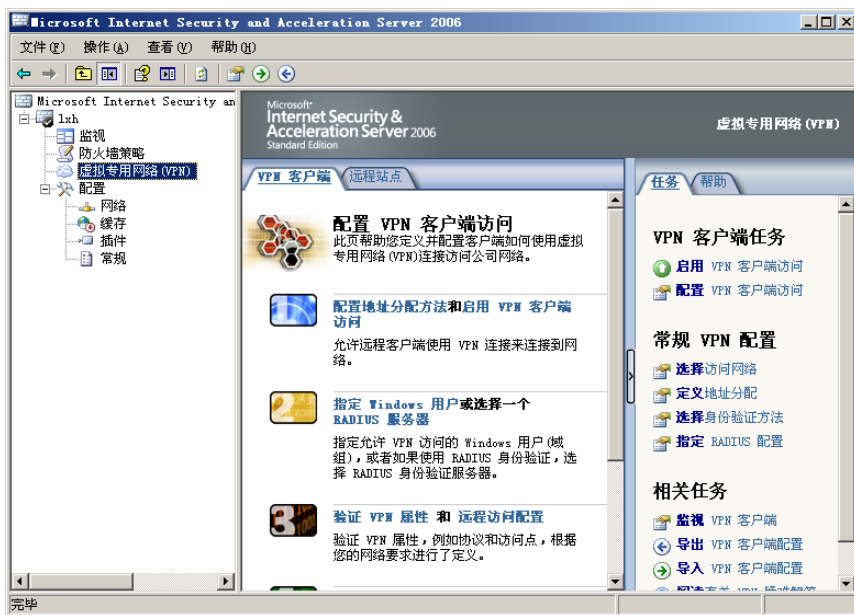 Microsoft Internet Security and Acceleration Server 2006
文件(F) 操作(A) 查看(V) 帮助(H)
Microsoft Internet Security an
lxh
监视
防火墙策略
虚拟专用网络(VPN)
配置
网络
缓存
插件
常规
Microsoft
Internet Security &
Acceleration Server 2006
Standard Edition
虚拟专用网络(VPN)
VPN 客户端
远程站点
配置 VPN 客户端访问
此页帮助您定义并配置客户端如何使用虚拟
专用网络(VPN)连接访问公司网络。
1
配置地址分配方法和启用 VPN 客户端
访问
允许远程客户端使用 VPN 连接来连接到网
络。
2
指定 Windows 用户或选择一个
RADIUS 服务器
指定允许 VPN 访问的 Windows 用户(域
组)，或者如果使用 RADIUS 身份验证，选
择 RADIUS 身份验证服务器。
3
验证 VPN 属性 和 远程访问配置
验证 VPN 属性，例如协议和访问点，根据
您的网络要求进行了定义。
任务
帮助
VPN 客户端任务
启用 VPN 客户端访问
配置 VPN 客户端访问
常规 VPN 配置
选择访问网络
定义地址分配
选择身份验证方法
指定 RADIUS 配置
相关任务
监视 VPN 客户端
导出 VPN 客户端配置
导入 VPN 客户端配置
完毕